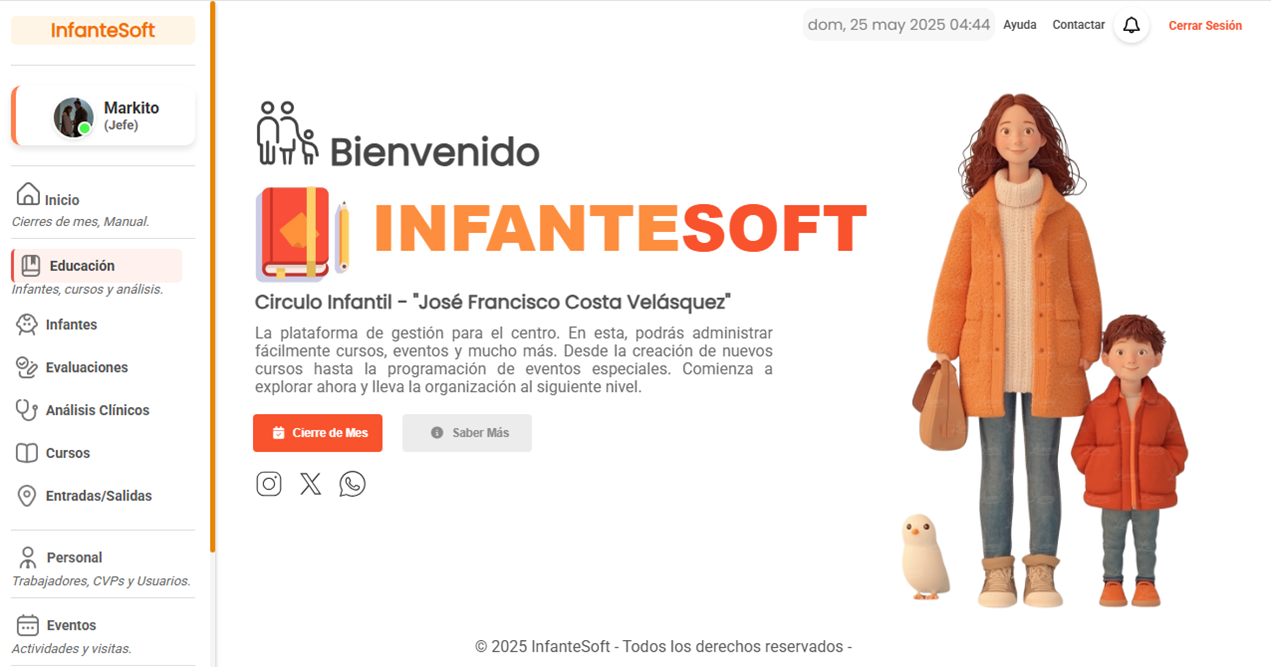 InfanteSoft
Markito
(Jefe)
Inicio
Cierres de mes, Manual.
Educación
Infantes, cursos y análisis.
Infantes
Evaluaciones
Análisis Clínicos
Cursos
Entradas/Salidas
Personal
Trabajadores, CVPs y Usuarios.
Eventos
Actividades y visitas.
dom, 25 may 2025 04:44
Ayuda
Contactar
Cerrar Sesión
Bienvenido
INFANTESOFT
Circulo Infantil - "José Francisco Costa Velásquez"
La plataforma de gestión para el centro. En esta, podrás administrar
fácilmente cursos, eventos y mucho más. Desde la creación de nuevos
cursos hasta la programación de eventos especiales. Comienza a
explorar ahora y lleva la organización al siguiente nivel.
Cierre de Mes
Saber Más
© 2025 InfanteSoft - Todos los derechos reservados -